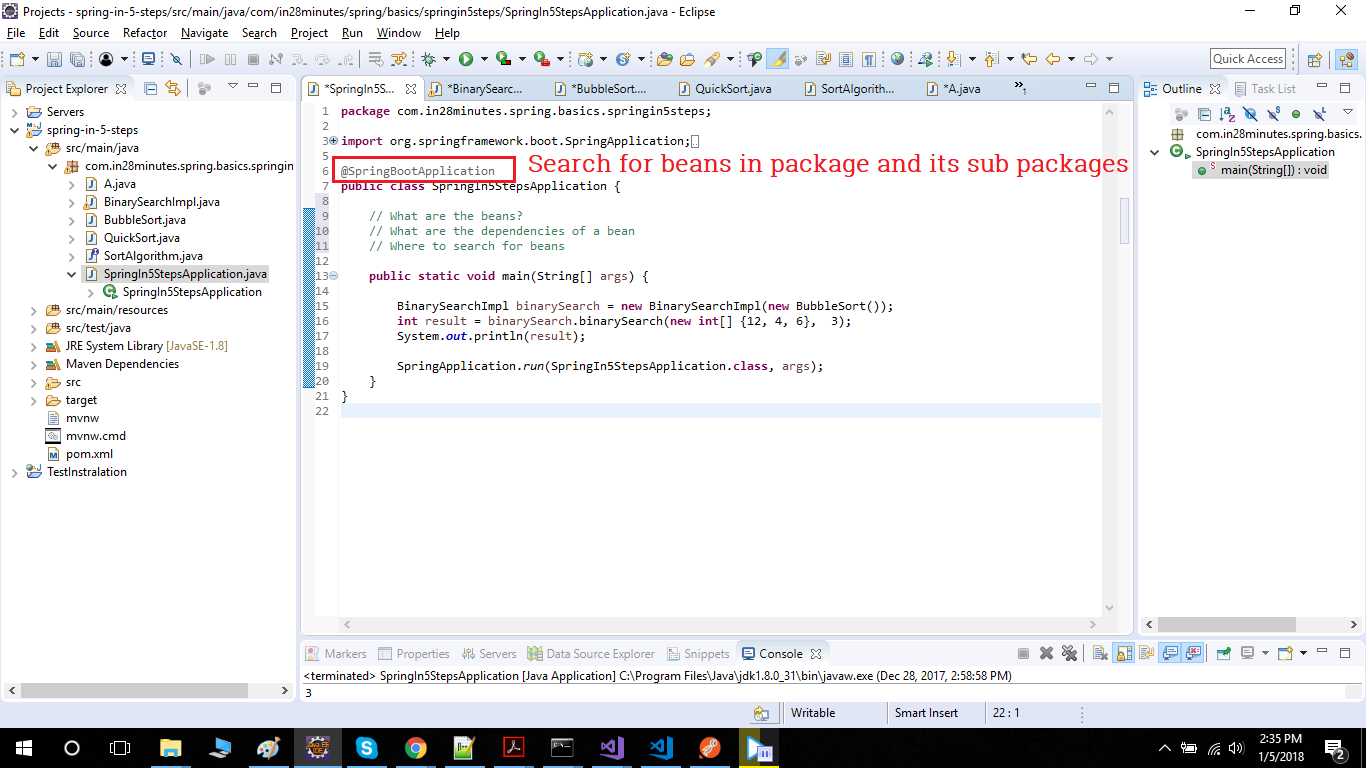 Projects - spring-in-5-steps/src/main/java/com/in28minutes/spring/basics/springin5steps/SpringIn5StepsApplication.java - Eclipse
File Edit Source Refactor Navigate Search Project Run Window Help
Quick Access
Project Explorer
Servers
spring-in-5-steps
src/main/java
com.in28minutes.spring.basics.springin
A.java
BinarySearchImpl.java
BubbleSort.java
QuickSort.java
SortAlgorithm.java
SpringIn5StepsApplication.java
SpringIn5StepsApplication
src/main/resources
src/test/java
JRE System Library [JavaSE-1.8]
Maven Dependencies
src
target
mvnw
mvnw.cmd
pom.xml
TestInstralation
*SpringIn5S... *BinarySearc... *BubbleSort.... QuickSort.java SortAlgorithm... *A.java »1
1 package com.in28minutes.spring.basics.springin5steps;
2
3 import org.springframework.boot.SpringApplication;
5
6 @SpringBootApplication Search for beans in package and its sub packages
7 public class SpringIn5StepsApplication {
8
9 // What are the beans?
10 // What are the dependencies of a bean
11 // Where to search for beans
12
13 public static void main(String[] args) {
14
15 BinarySearchImpl binarySearch = new BinarySearchImpl(new BubbleSort());
16 int result = binarySearch.binarySearch(new int[] {12, 4, 6}, 3);
17 System.out.println(result);
18
19 SpringApplication.run(SpringIn5StepsApplication.class, args);
20 }
21 }
22
Outline Task List
com.in28minutes.spring.basics.
SpringIn5StepsApplication
main(String[]) : void
Markers Properties Servers Data Source Explorer Snippets Console
<terminated> SpringIn5StepsApplication [Java Application] C:\Program Files\Java\jdk1.8.0_31\bin\javaw.exe (Dec 28, 2017, 2:58:58 PM)
3
Writable Smart Insert 22 : 1
2:35 PM
1/5/2018
2